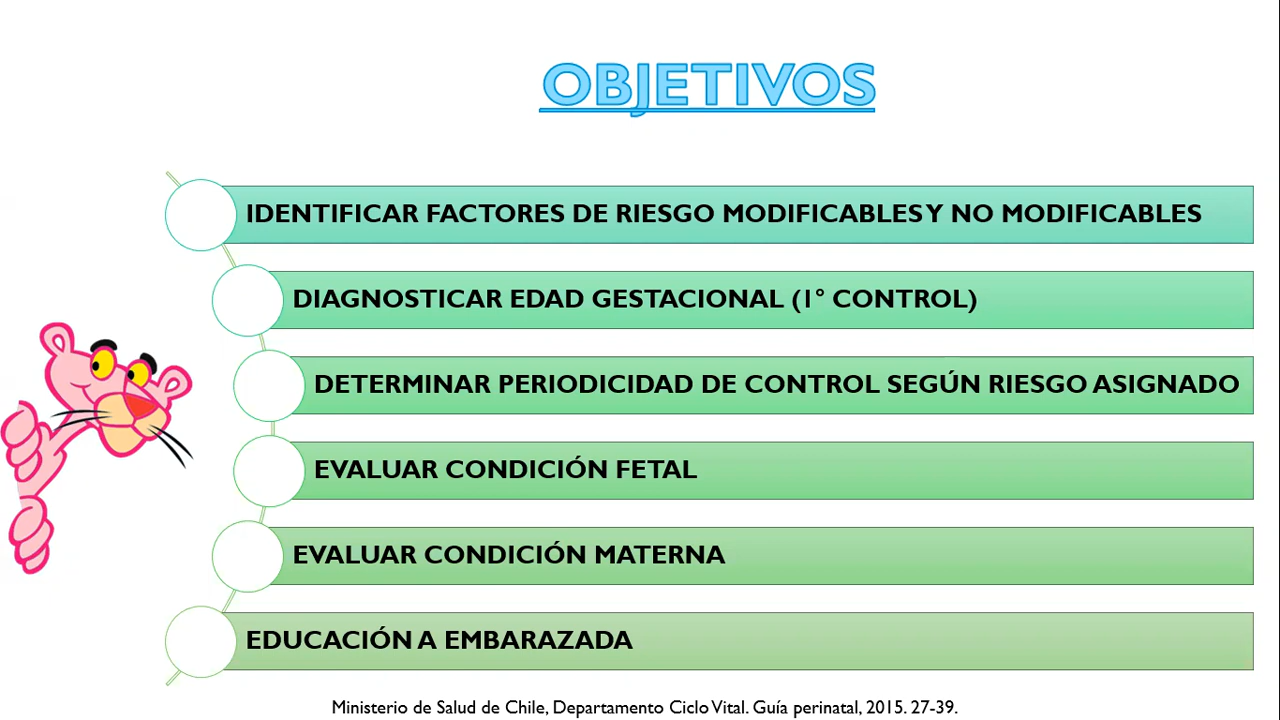 OBJETIVOS
IDENTIFICAR FACTORES DE RIESGO MODIFICABLES Y NO MODIFICABLES
DIAGNOSTICAR EDAD GESTACIONAL (1° CONTROL)
DETERMINAR PERIODICIDAD DE CONTROL SEGÚN RIESGO ASIGNADO
EVALUAR CONDICIÓN FETAL
EVALUAR CONDICIÓN MATERNA
EDUCACIÓN A EMBARAZADA
Ministerio de Salud de Chile, Departamento Ciclo Vital. Guía perinatal, 2015. 27-39.